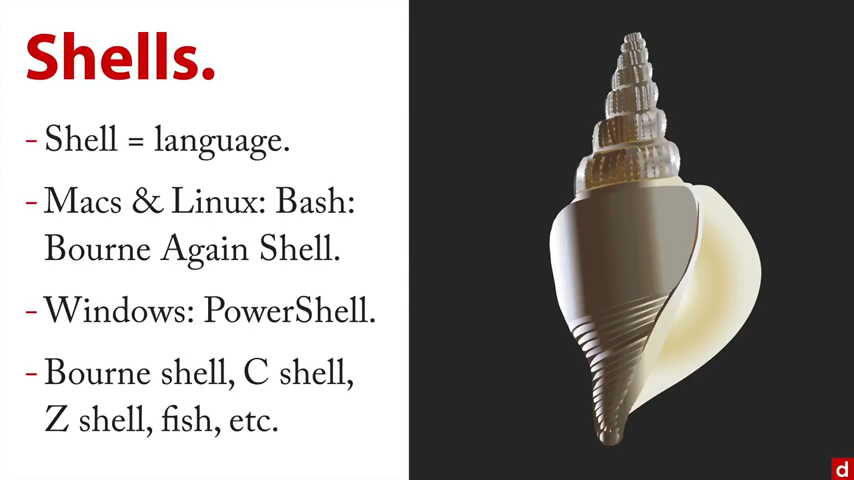 Shells.
- Shell = language.
- Macs & Linux: Bash:
Bourne Again Shell.
- Windows: PowerShell.
- Bourne shell, C shell,
Z shell, fish, etc.
d